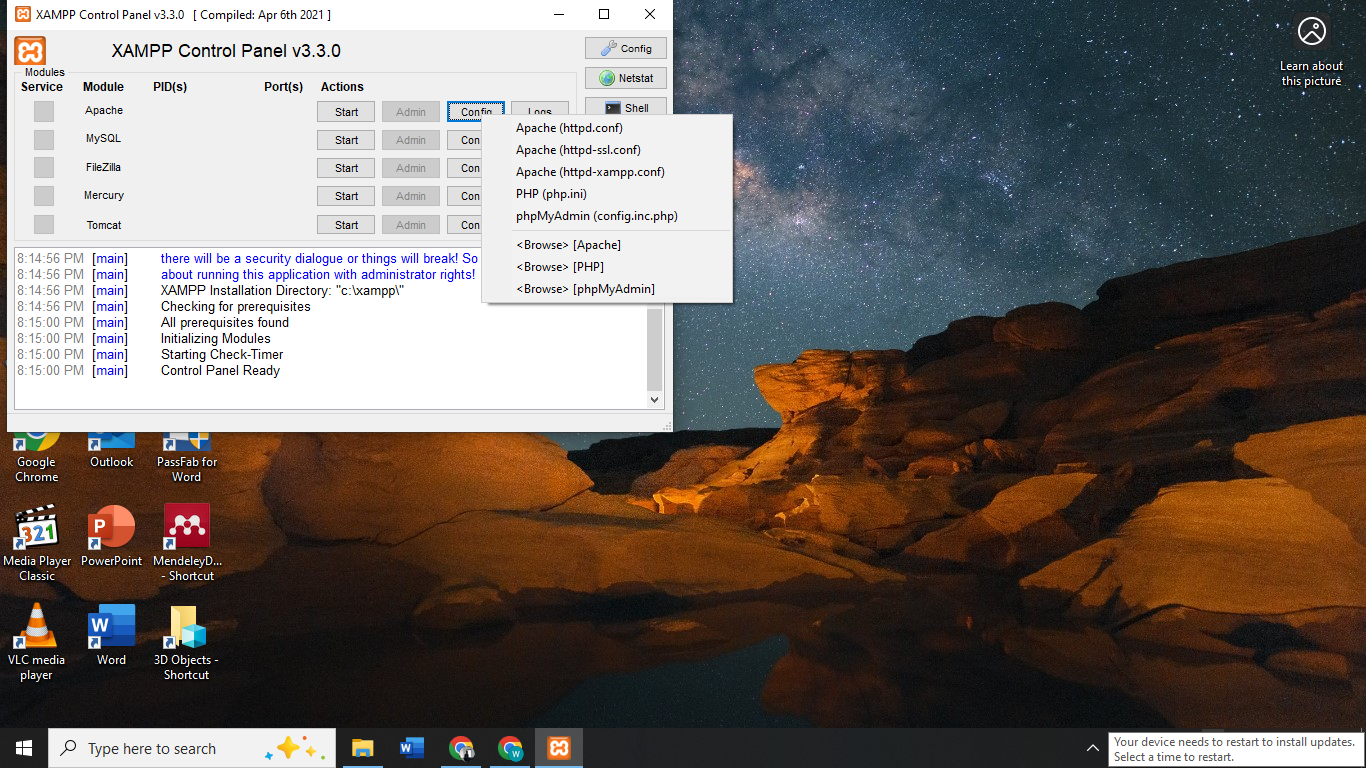 XAMPP Control Panel v3.3.0 [ Compiled: Apr 6th 2021 ]
XAMPP Control Panel v3.3.0
Config
Netstat
Shell
Modules
Service Module PID(s) Port(s) Actions
Apache Start Admin Config Logs
MySQL Start Admin Con
FileZilla Start Admin Con
Mercury Start Admin Con
Tomcat Start Admin Con
Apache (httpd.conf)
Apache (httpd-ssl.conf)
Apache (httpd-xampp.conf)
PHP (php.ini)
phpMyAdmin (config.inc.php)
<Browse> [Apache]
<Browse> [PHP]
<Browse> [phpMyAdmin]
8:14:56 PM [main] there will be a security dialogue or things will break! So
8:14:56 PM [main] about running this application with administrator rights!
8:14:56 PM [main] XAMPP Installation Directory: "c:\xampp\"
8:14:56 PM [main] Checking for prerequisites
8:15:00 PM [main] All prerequisites found
8:15:00 PM [main] Initializing Modules
8:15:00 PM [main] Starting Check-Timer
8:15:00 PM [main] Control Panel Ready
Learn about
this picture
Google
Chrome
Outlook
PassFab for
Word
321
Media Player
Classic
P
PowerPoint
MendeleyD...
- Shortcut
VLC media
player
W
Word
3D Objects -
Shortcut
Type here to search
W
W
Your device needs to restart to install updates.
Select a time to restart.